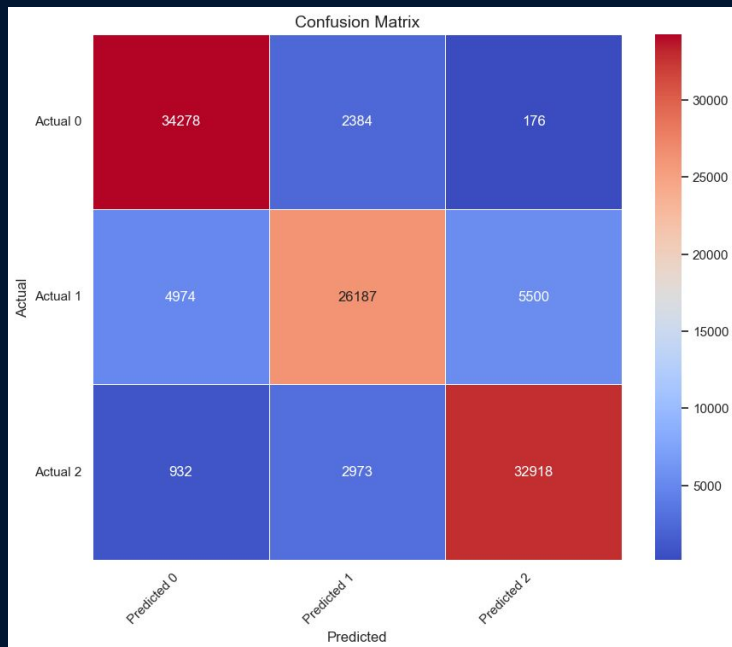 Confusion Matrix
Actual 0
34278
2384
176
Actual 1
4974
26187
5500
Actual 2
932
2973
32918
Actual
Predicted 0
Predicted 1
Predicted 2
Predicted
30000
25000
20000
15000
10000
5000